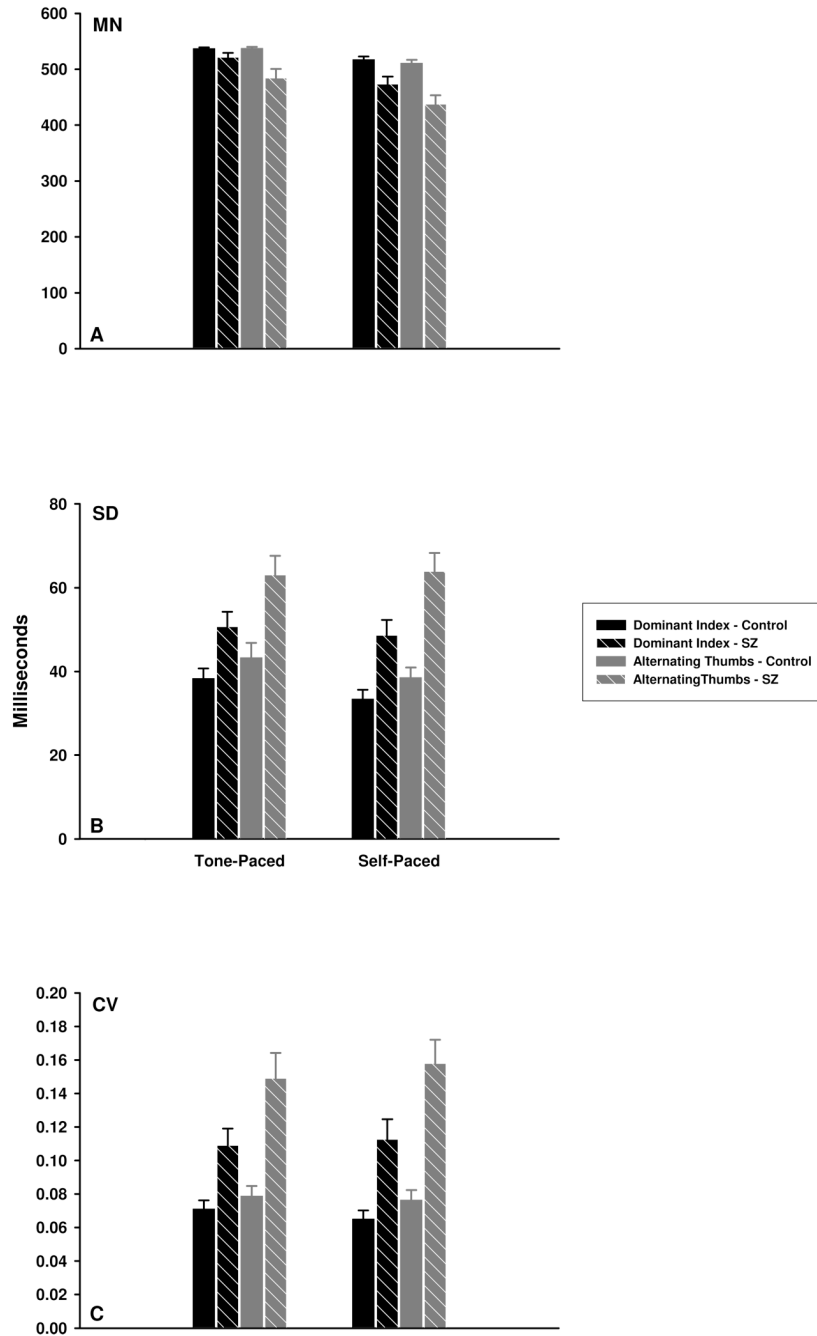 MN
600
500
400
300
200
100
0
A
SD
80
60
40
20
0
B
Milliseconds
Tone-Paced Self-Paced
Dominant Index - Control
Dominant Index - SZ
Alternating Thumbs - Control
AlternatingThumbs - SZ
CV
0.20
0.18
0.16
0.14
0.12
0.10
0.08
0.06
0.04
0.02
0.00
C